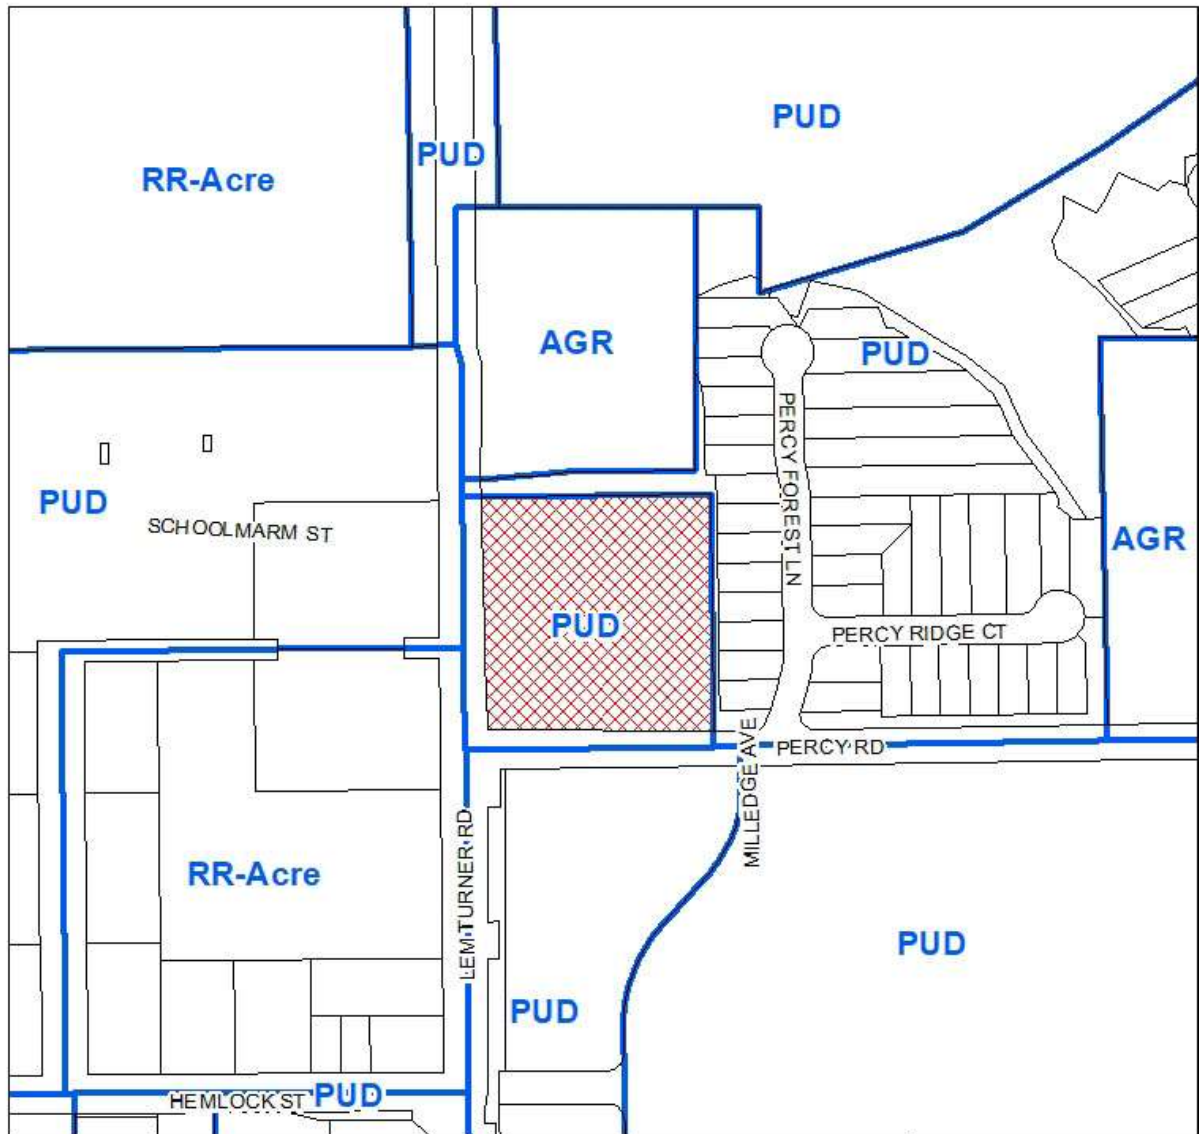 PUD
PUD
RR-Acre
AGR
PUD
PERCY FOREST LN
PUD
SCHOOLMARM ST
AGR
PUD
PERCY RIDGE CT
MILLEDGE AVE
PERCY RD
LEM TURNER RD
RR-Acre
PUD
PUD
HEMLOCK ST
PUD